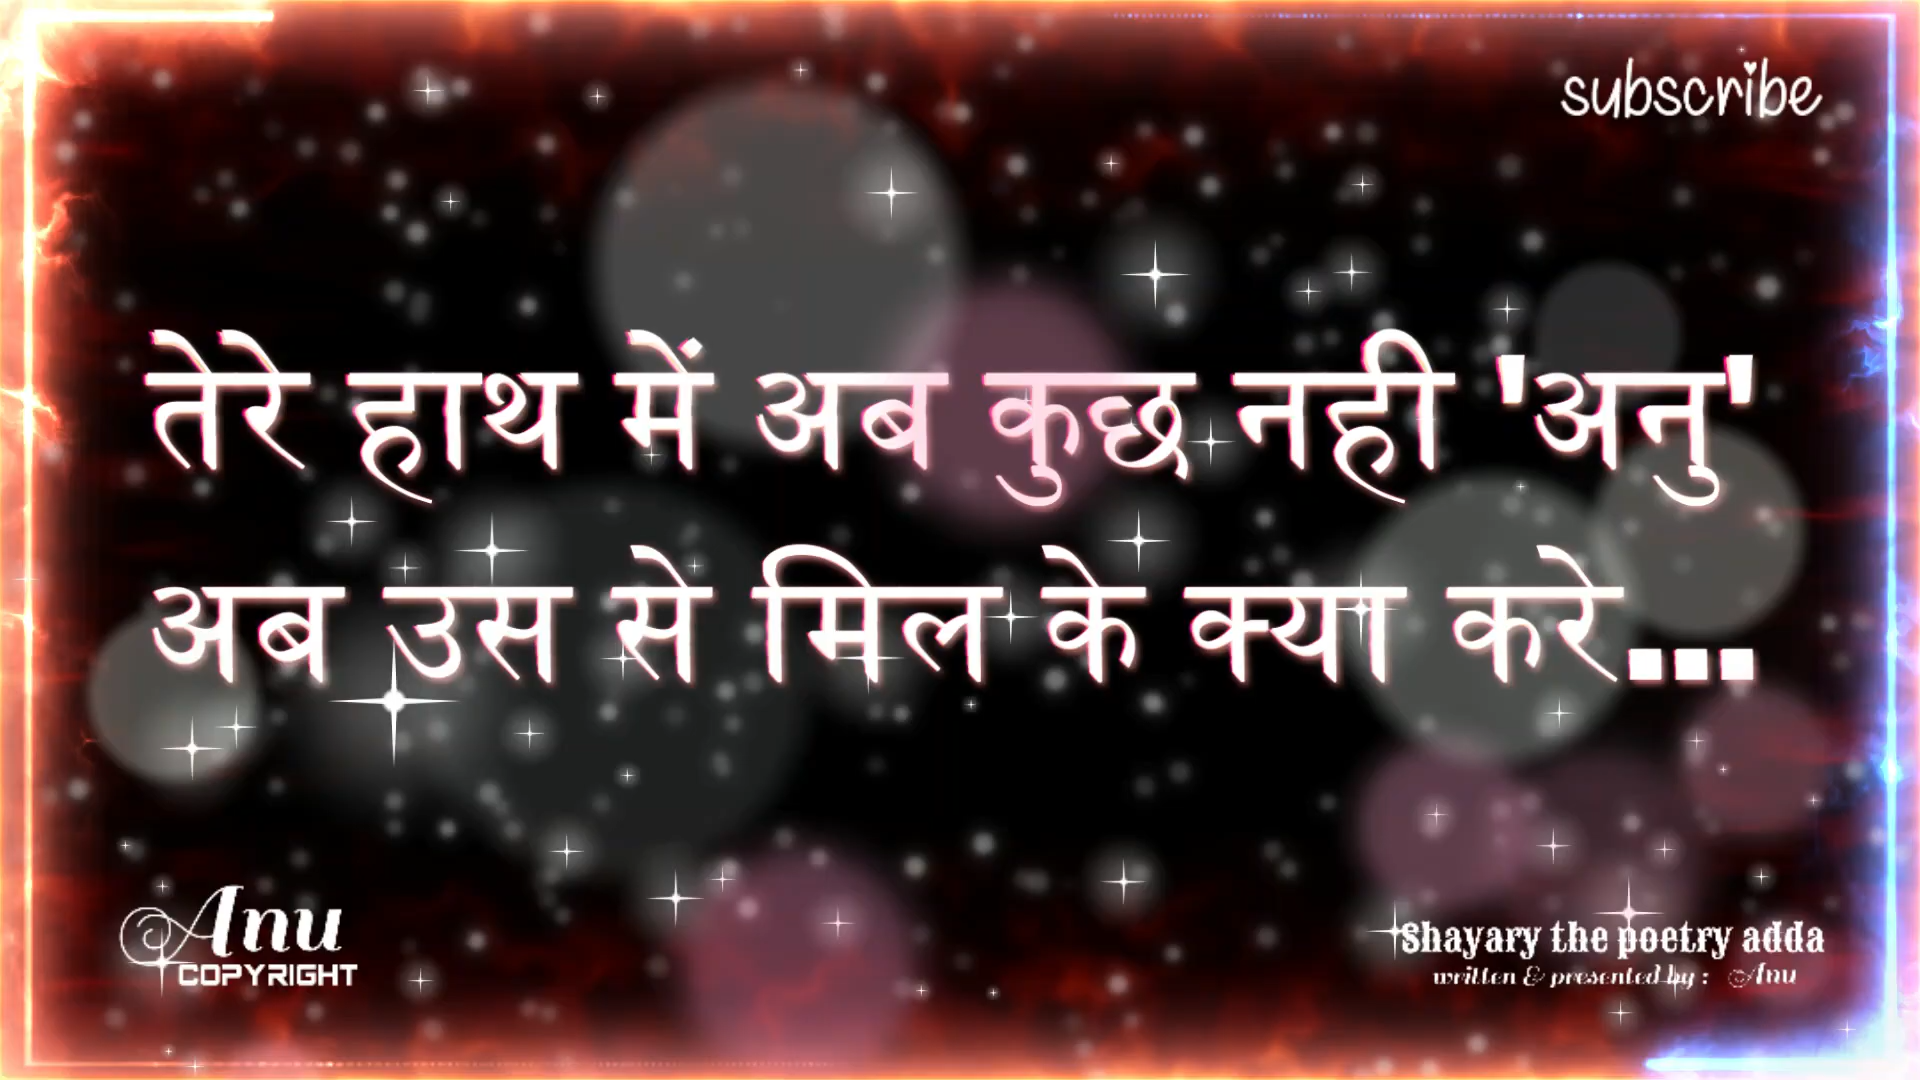 subscribe
तेरे हाथ में अब कुछ नही 'अनु'
अब उस से मिल के क्या करे...
Anu
COPYRIGHT
Shayary the poetry adda
written & presented by : Anu